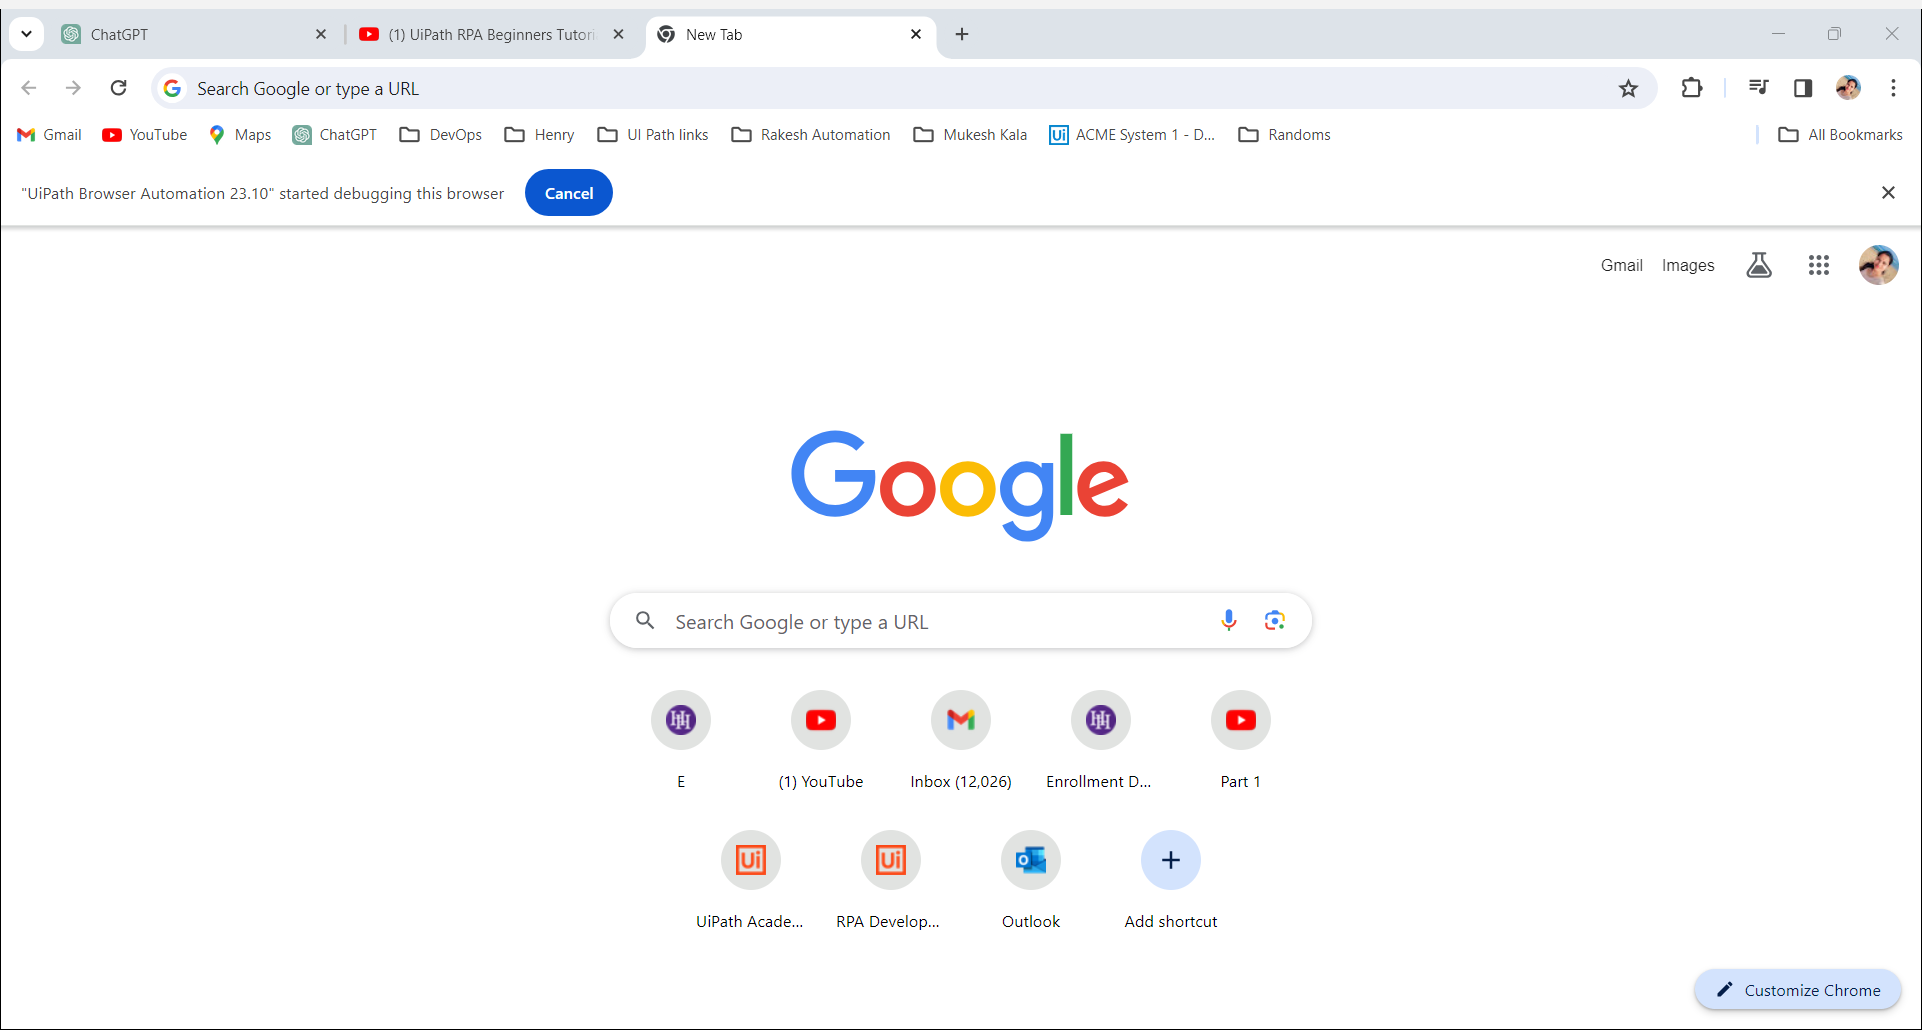 ChatGPT
(1) UiPath RPA Beginners Tutori
New Tab
Search Google or type a URL
Gmail
YouTube
Maps
ChatGPT
DevOps
Henry
UI Path links
Rakesh Automation
Mukesh Kala
Ui
ACME System 1 - D...
Randoms
All Bookmarks
"UiPath Browser Automation 23.10" started debugging this browser
Cancel
Gmail
Images
Google
Search Google or type a URL
E
(1) YouTube
Inbox (12,026)
Enrollment D...
Part 1
Ui
Ui
UiPath Acade...
RPA Develop...
Outlook
Add shortcut
Customize Chrome